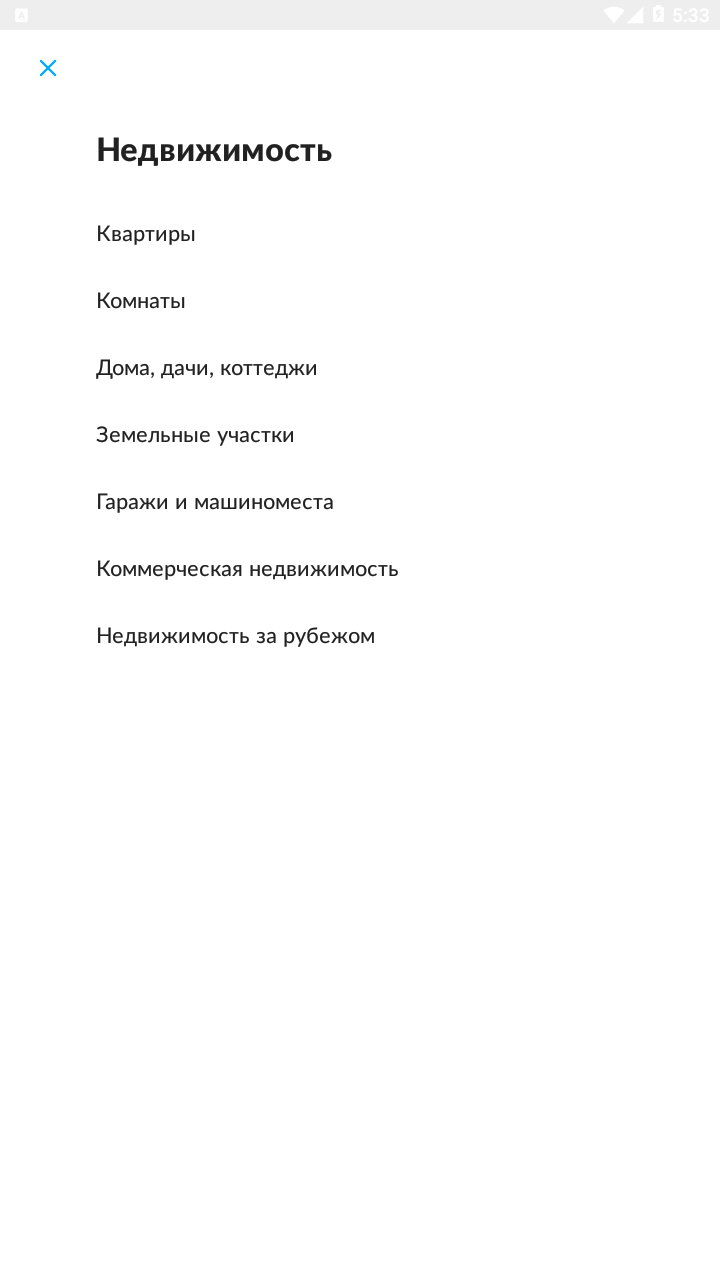 5:33
Недвижимость
Квартиры
Комнаты
Дома, дачи, коттеджи
Земельные участки
Гаражи и машиноместа
Коммерческая недвижимость
Недвижимость за рубежом